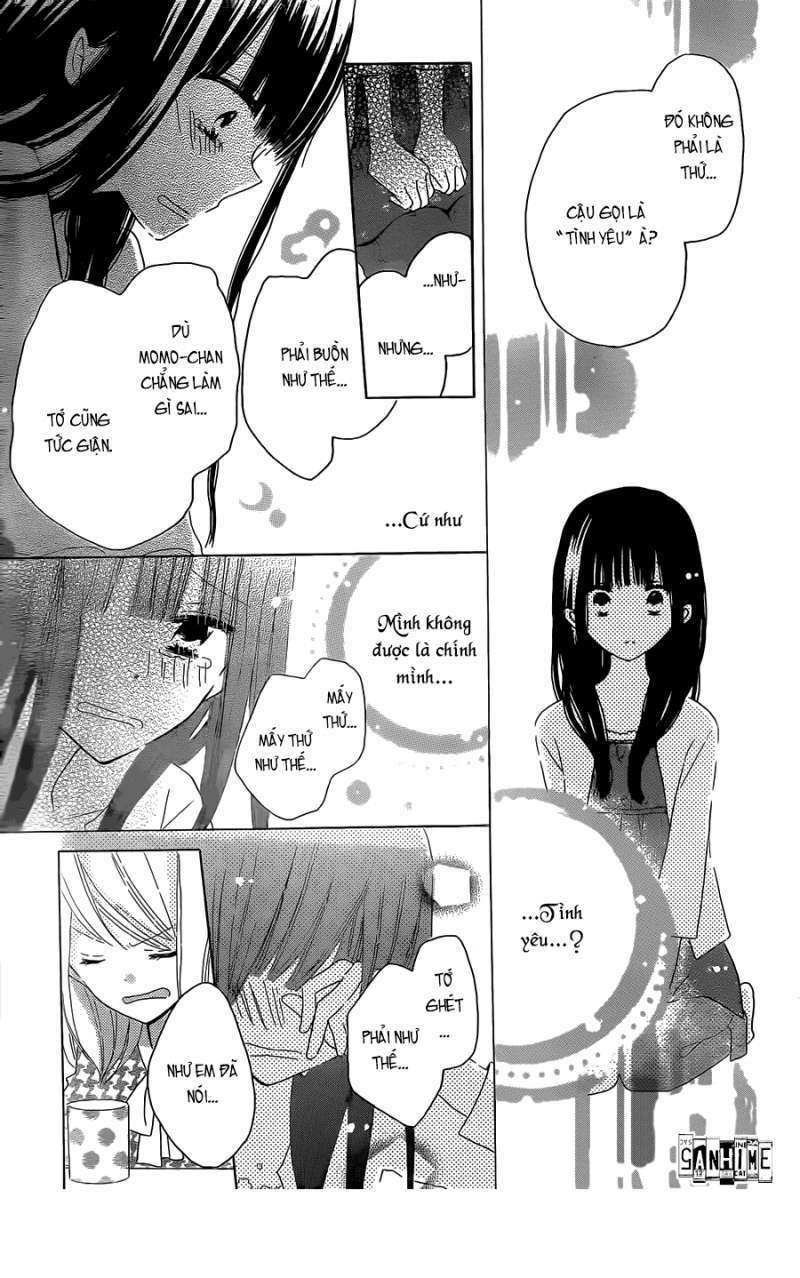 ĐÓ KHÔNG
PHẢI LÀ
THỨ...
CẬU GỌI LÀ
"TÌNH YÊU" À?
...Tình
yêu...?
...NHƯ-
NHƯNG...
PHẢI BUỒN
NHƯ THẾ...
DÙ
MOMO-CHAN
CHẲNG LÀM
GÌ SAI...
TỚ CŨNG
TỨC GIẬN.
...Cứ như
Mình không
được là chính
mình...
MẤY
THỨ...
MẤY THỨ
NHƯ THẾ...
TỚ
GHÉT
...
PHẢI NHƯ
THẾ...
NHƯ EM ĐÃ
NÓI...
SANHIME